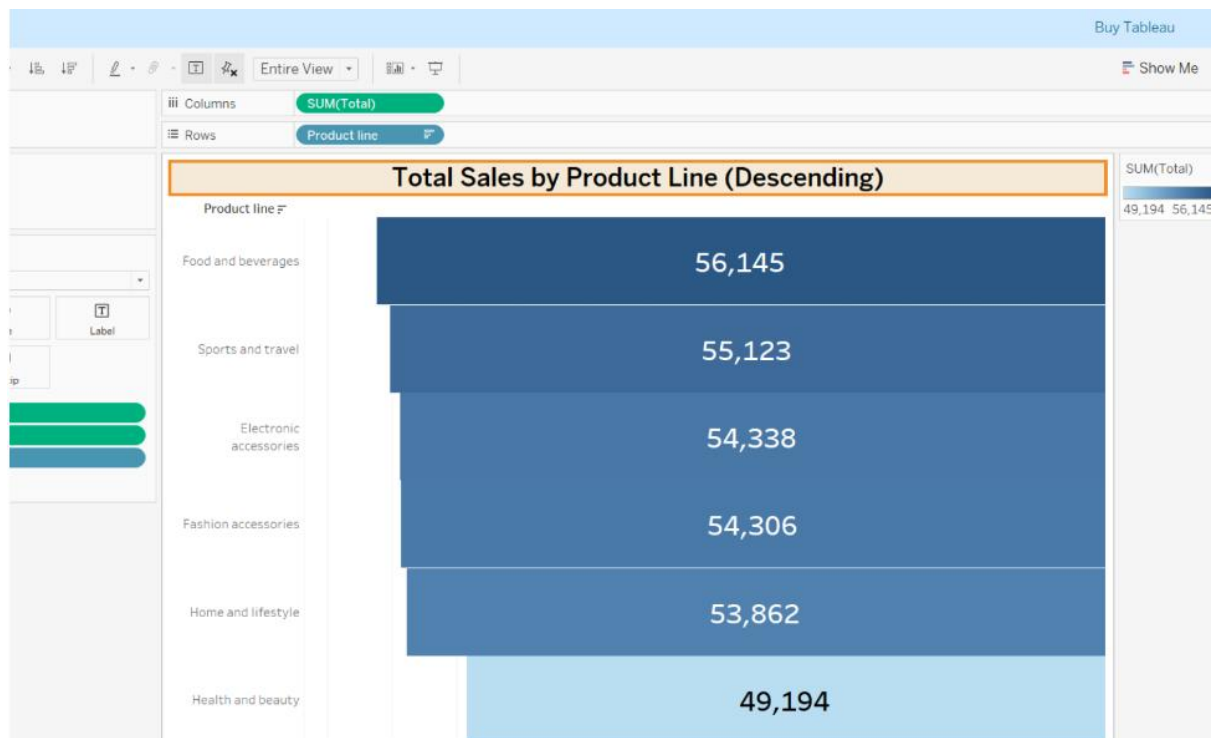 Buy Tableau
Entire View
Show Me
Columns
SUM(Total)
Rows
Product line
Total Sales by Product Line (Descending)
SUM(Total)
49,194 56,145
Product line
Food and beverages
56,145
Label
Sports and travel
55,123
Electronic
accessories
54,338
Fashion accessories
54,306
Home and lifestyle
53,862
Health and beauty
49,194